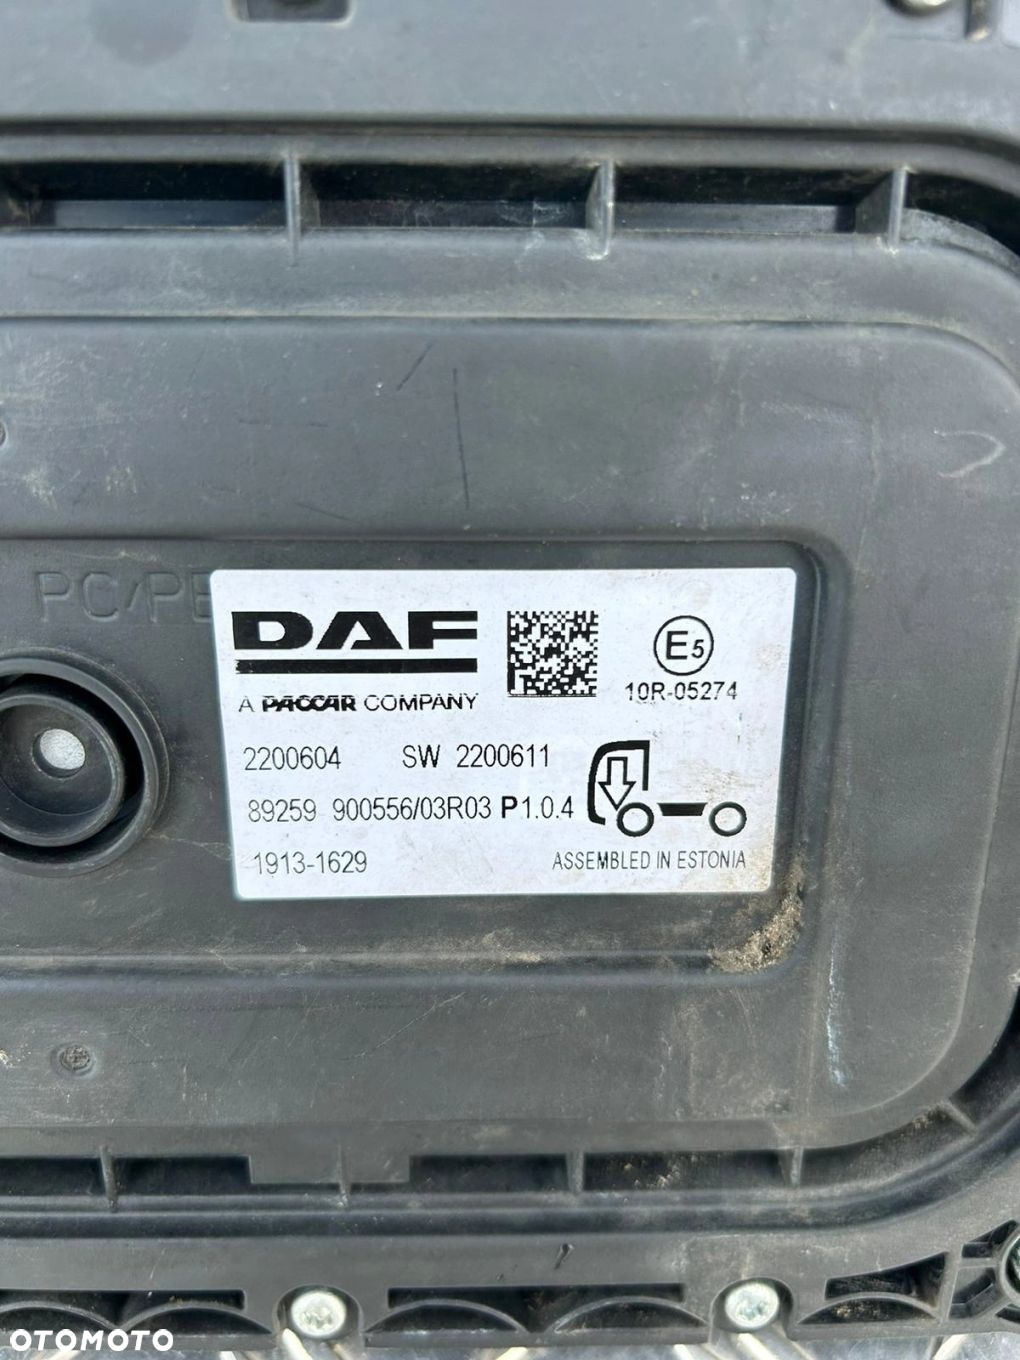 PC/PE
DAF
A PACCAR COMPANY
E5
10R-05274
2200604 SW 2200611
89259 900556/03R03 P1.0.4
1913-1629
ASSEMBLED IN ESTONIA
OTOMOTO